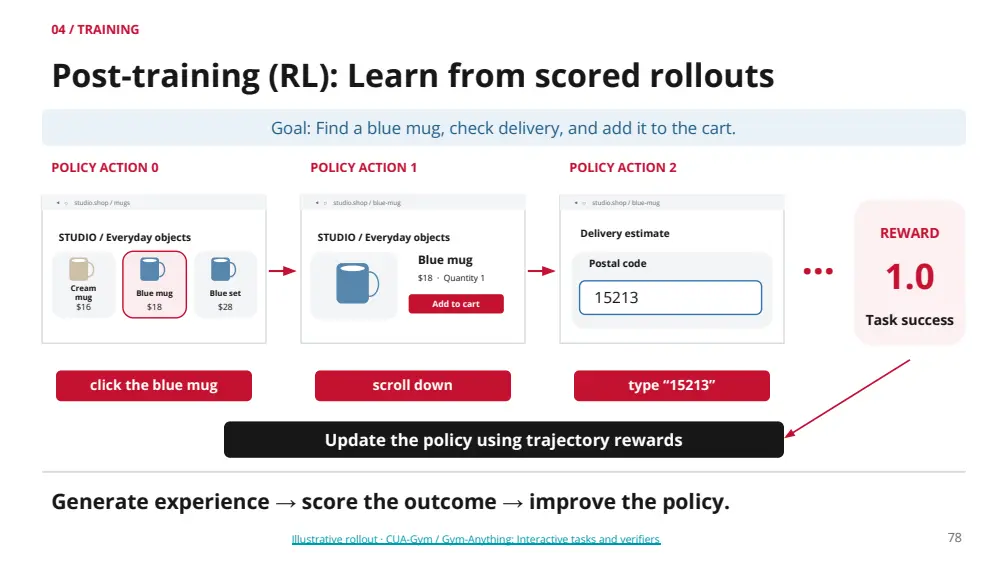 04 / TRAINING
Post-training (RL): Learn from scored rollouts
Goal: Find a blue mug, check delivery, and add it to the cart.
POLICY ACTION 0
studio.shop / mugs
STUDIO / Everyday objects
Cream
mug
$16
Blue mug
$18
Blue set
$28
click the blue mug
POLICY ACTION 1
studio.shop / blue-mug
STUDIO / Everyday objects
Blue mug
$18 · Quantity 1
Add to cart
scroll down
POLICY ACTION 2
studio.shop / blue-mug
Delivery estimate
Postal code
15213
type “15213”
REWARD
1.0
Task success
Update the policy using trajectory rewards
Generate experience → score the outcome → improve the policy.
Illustrative rollout · CUA-Gym / Gym-Anything: Interactive tasks and verifiers
78